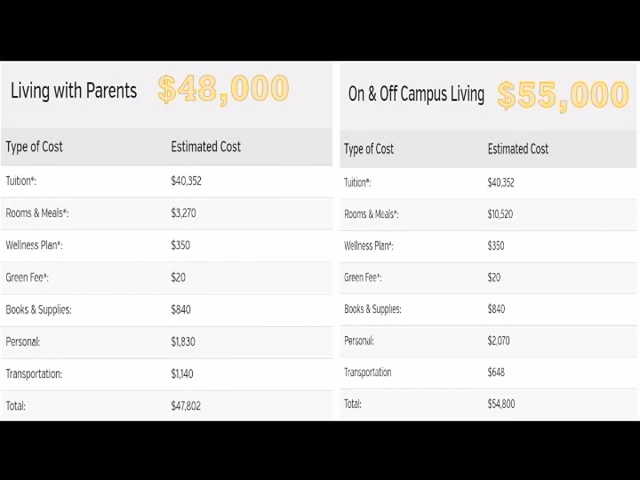 Living with Parents $48,000
Type of Cost Estimated Cost
Tuition*: $40,352
Rooms & Meals*: $3,270
Wellness Plan*: $350
Green Fee*: $20
Books & Supplies: $840
Personal: $1,830
Transportation: $1,140
Total: $47,802
On & Off Campus Living $55,000
Type of Cost Estimated Cost
Tuition*: $40,352
Rooms & Meals*: $10,520
Wellness Plan*: $350
Green Fee*: $20
Books & Supplies: $840
Personal: $2,070
Transportation $648
Total: $54,800